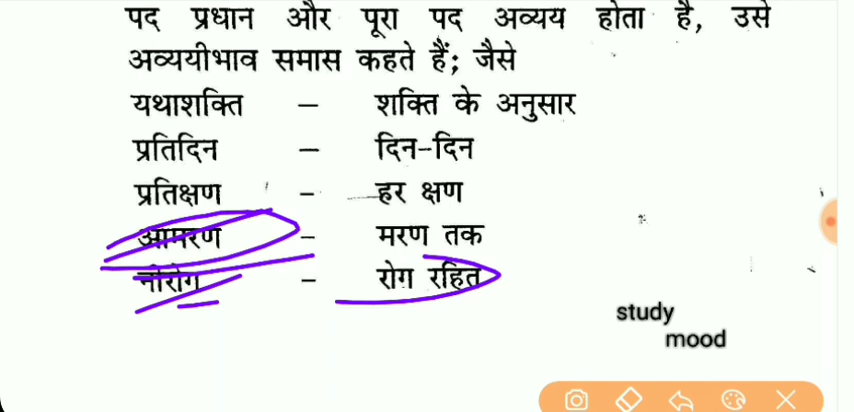 पद प्रधान और पूरा पद अव्यय होता है, उसे
अव्ययीभाव समास कहते हैं; जैसे
यथाशक्ति – शक्ति के अनुसार
प्रतिदिन – दिन-दिन
प्रतिक्षण – हर क्षण
आमरण – मरण तक
नीरोग – रोग रहित
study
mood